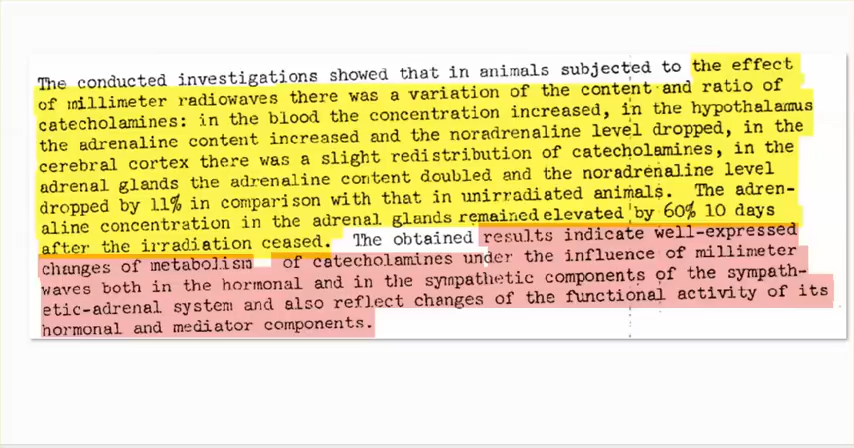 The conducted investigations showed that in animals subjected to the effect
of millimeter radiowaves there was a variation of the content and ratio of
catecholamines: in the blood the concentration increased, in the hypothalamus
the adrenaline content increased and the noradrenaline level dropped, in the
cerebral cortex there was a slight redistribution of catecholamines, in the
adrenal glands the adrenaline content doubled and the noradrenaline level
dropped by 11% in comparison with that in unirradiated animals. The adren-
aline concentration in the adrenal glands remained elevated by 60% 10 days
after the irradiation ceased. The obtained results indicate well-expressed
changes of metabolism of catecholamines under the influence of millimeter
waves both in the hormonal and in the sympathetic components of the sympath-
etic-adrenal system and also reflect changes of the functional activity of its
hormonal and mediator components.